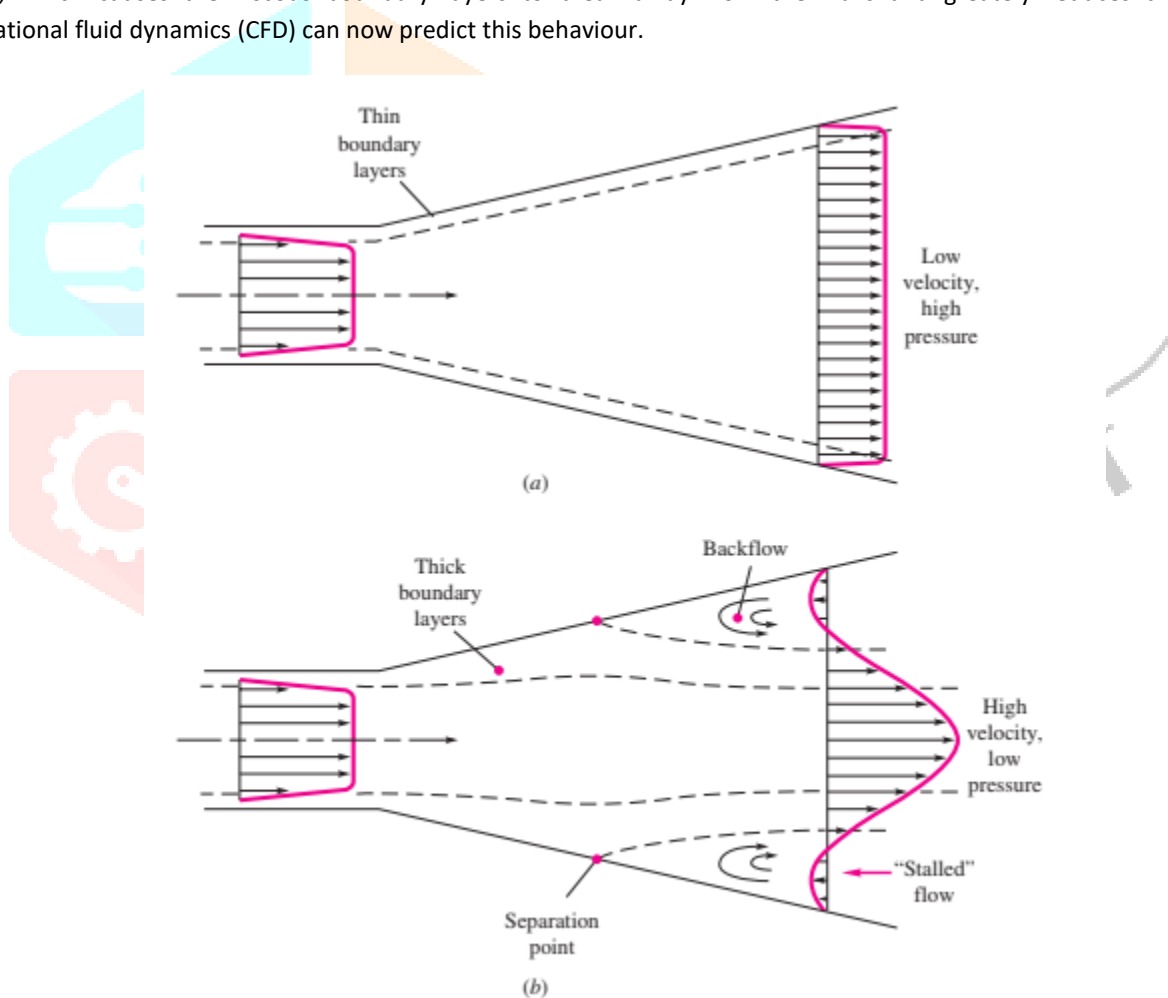 ational fluid dynamics (CFD) can now predict this behaviour.
Thin
boundary
layers
Low
velocity,
high
pressure
(a)
Backflow
Thick
boundary
layers
High
velocity,
low
pressure
"Stalled"
flow
Separation
point
(b)